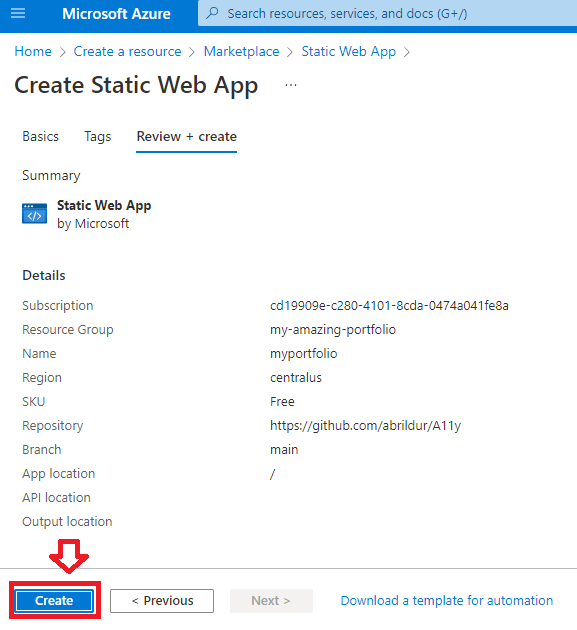 Microsoft Azure
Search resources, services, and docs (G+/)
Home > Create a resource > Marketplace > Static Web App >
Create Static Web App ...
Basics Tags Review + create
Summary
Static Web App
by Microsoft
Details
Subscription cd19909e-c280-4101-8cda-0474a041fe8a
Resource Group my-amazing-portfolio
Name myportfolio
Region centralus
SKU Free
Repository https://github.com/abrildur/A11y
Branch main
App location /
API location
Output location
Create < Previous Next > Download a template for automation